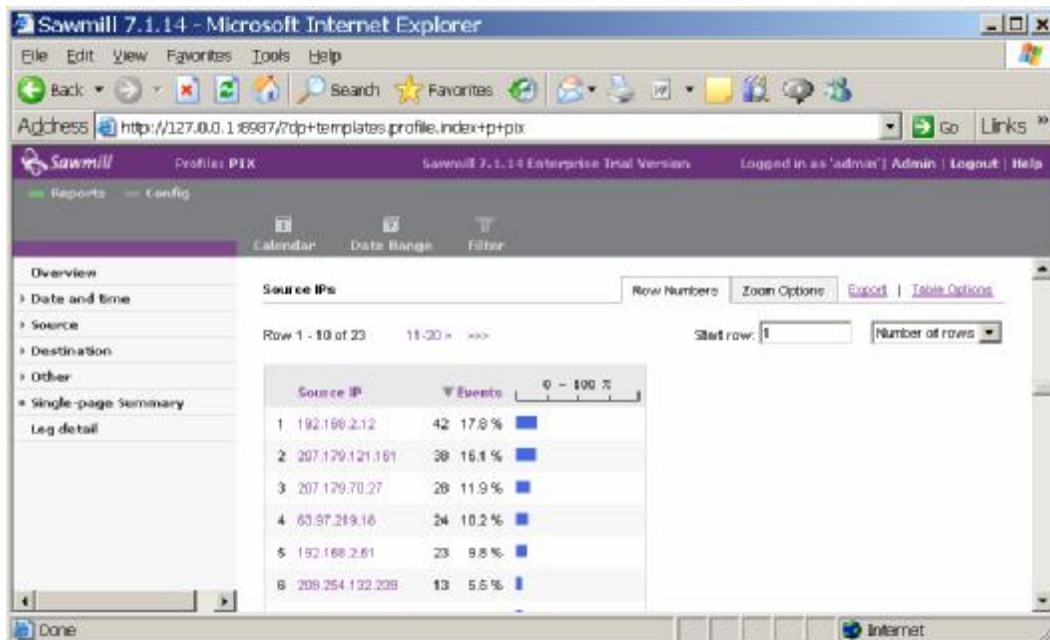 Sawmill 7.1.14 - Microsoft Internet Explorer
File Edit View Favorites Tools Help
Back Search Favorites
Address http://127.0.0.1:8987/?dp+templates.profile.index+p+pix Go Links »
Sawmill Profile: PIX Sawmill 7.1.14 Enterprise Trial Version Logged in as 'admin' | Admin | Logout | Help
Reports Config
Calendar Date Range Filter
Overview
Date and time
Source
Destination
Other
Single-page Summary
Log detail
Source IPs Row Numbers Zoom Options Export | Table Options
Row 1 - 10 of 23 11-20 » >>> Start row: 1 Number of rows
Source IP Events 0 - 100 %
1 192.168.2.12 42 17.8 %
2 207.179.121.161 38 16.1 %
3 207.179.70.27 28 11.9 %
4 63.97.219.16 24 10.2 %
5 192.168.2.61 23 9.8 %
6 209.254.132.239 13 5.5 %
Done Internet